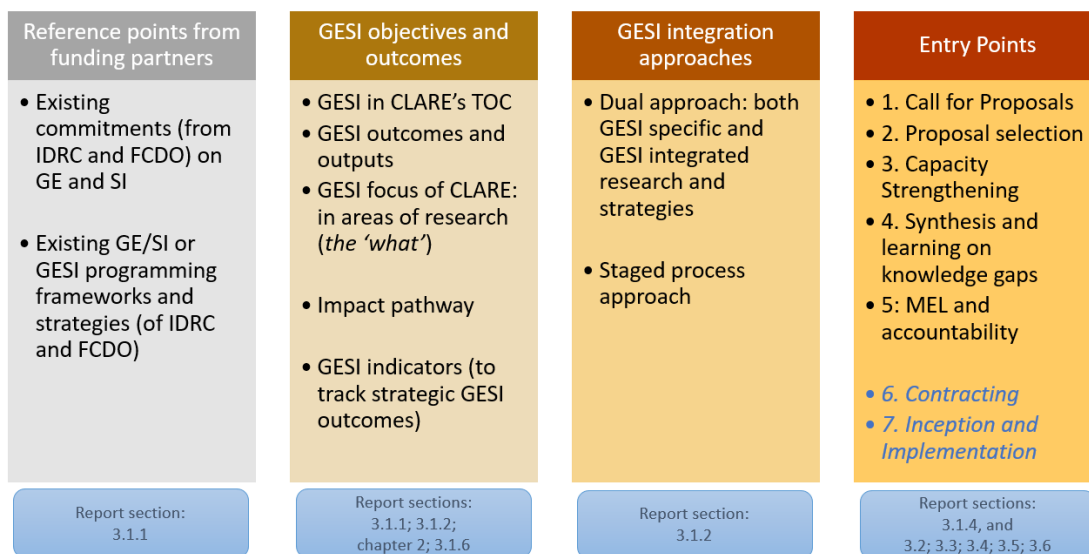 Reference points from
funding partners
• Existing
commitments (from
IDRC and FCDO) on
GE and SI
• Existing GE/SI or
GESI programming
frameworks and
strategies (of IDRC
and FCDO)
Report section:
3.1.1
GESI objectives and
outcomes
• GESI in CLARE's TOC
• GESI outcomes and
outputs
• GESI focus of CLARE:
in areas of research
(the 'what')
• Impact pathway
• GESI indicators (to
track strategic GESI
outcomes)
Report sections:
3.1.1; 3.1.2;
chapter 2; 3.1.6
GESI integration
approaches
• Dual approach: both
GESI specific and
GESI integrated
research and
strategies
• Staged process
approach
Report section:
3.1.2
Entry Points
• 1. Call for Proposals
• 2. Proposal selection
• 3. Capacity
Strengthening
• 4. Synthesis and
learning on
knowledge gaps
• 5: MEL and
accountability
• 6. Contracting
• 7. Inception and
Implementation
Report sections:
3.1.4, and
3.2; 3.3; 3.4; 3.5; 3.6